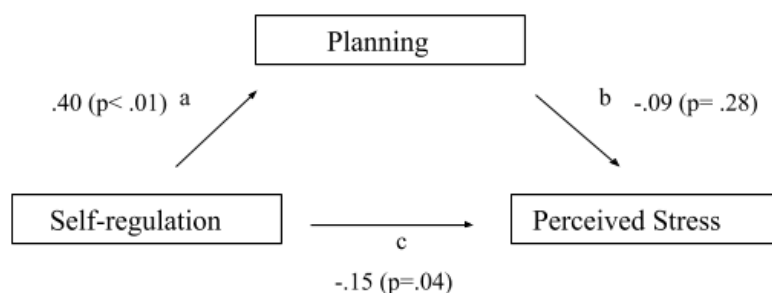 Planning
.40 (p< .01) a
b -.09 (p= .28)
Self-regulation
Perceived Stress
c
-.15 (p=.04)